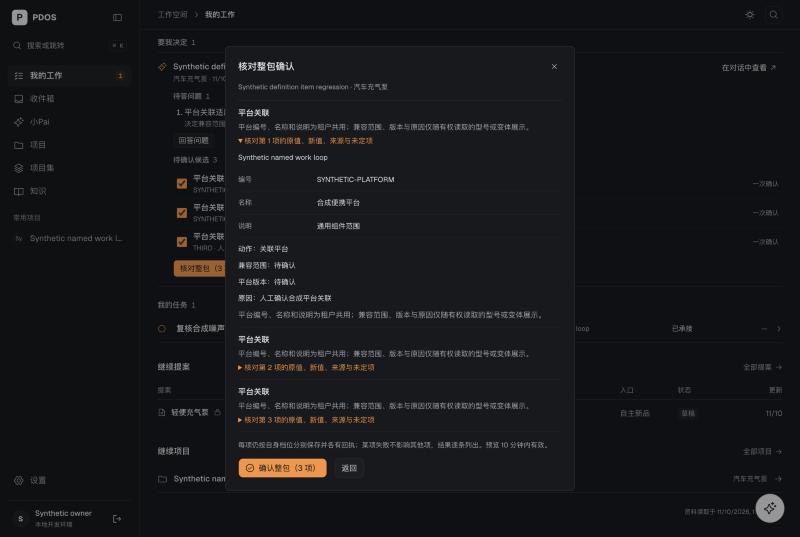 P PDOS
搜索或跳转 ⌘ K
我的工作 1
收件箱
小Pai
项目
项目集
知识
常用项目
Sy Synthetic named work l...
设置
S Synthetic owner
本地开发环境
工作空间 > 我的工作
要我决定 1
Synthetic defi
汽车充气泵 · 11/10
在对话中查看 ↗
待答问题 1
1. 平台关联适
决定兼容范围
回答问题
待确认候选 3
平台关联
SYNTHETIC
一次确认
平台关联
SYNTHETIC
一次确认
平台关联
THIRD · 人
一次确认
核对整包（3
我的任务 1
复核合成噪声
loop
已承接
—
继续提案
全部提案 →
提案 入口 状态 更新
轻便充气泵 自主新品 草稿 11/10
继续项目
全部项目 →
Synthetic nan
汽车充气泵 →
资料读取于 11/10/2026, 1
核对整包确认
Synthetic definition item regression · 汽车充气泵
平台关联
平台编号、名称和说明为租户共用；兼容范围、版本与原因仅随有权读取的型号或变体展示。
▼核对第 1 项的原值、新值、来源与未定项
Synthetic named work loop
编号 SYNTHETIC-PLATFORM
名称 合成便携平台
说明 通用组件范围
动作：关联平台
兼容范围：待确认
平台版本：待确认
原因：人工确认合成平台关联
平台编号、名称和说明为租户共用；兼容范围、版本与原因仅随有权读取的型号或变体展示。
平台关联
平台编号、名称和说明为租户共用；兼容范围、版本与原因仅随有权读取的型号或变体展示。
▶核对第 2 项的原值、新值、来源与未定项
平台关联
平台编号、名称和说明为租户共用；兼容范围、版本与原因仅随有权读取的型号或变体展示。
▶核对第 3 项的原值、新值、来源与未定项
每项仍按自身档位分别保存并各有回执；某项失败不影响其他项，结果逐条列出。预览 10 分钟内有效。
确认整包（3 项）
返回